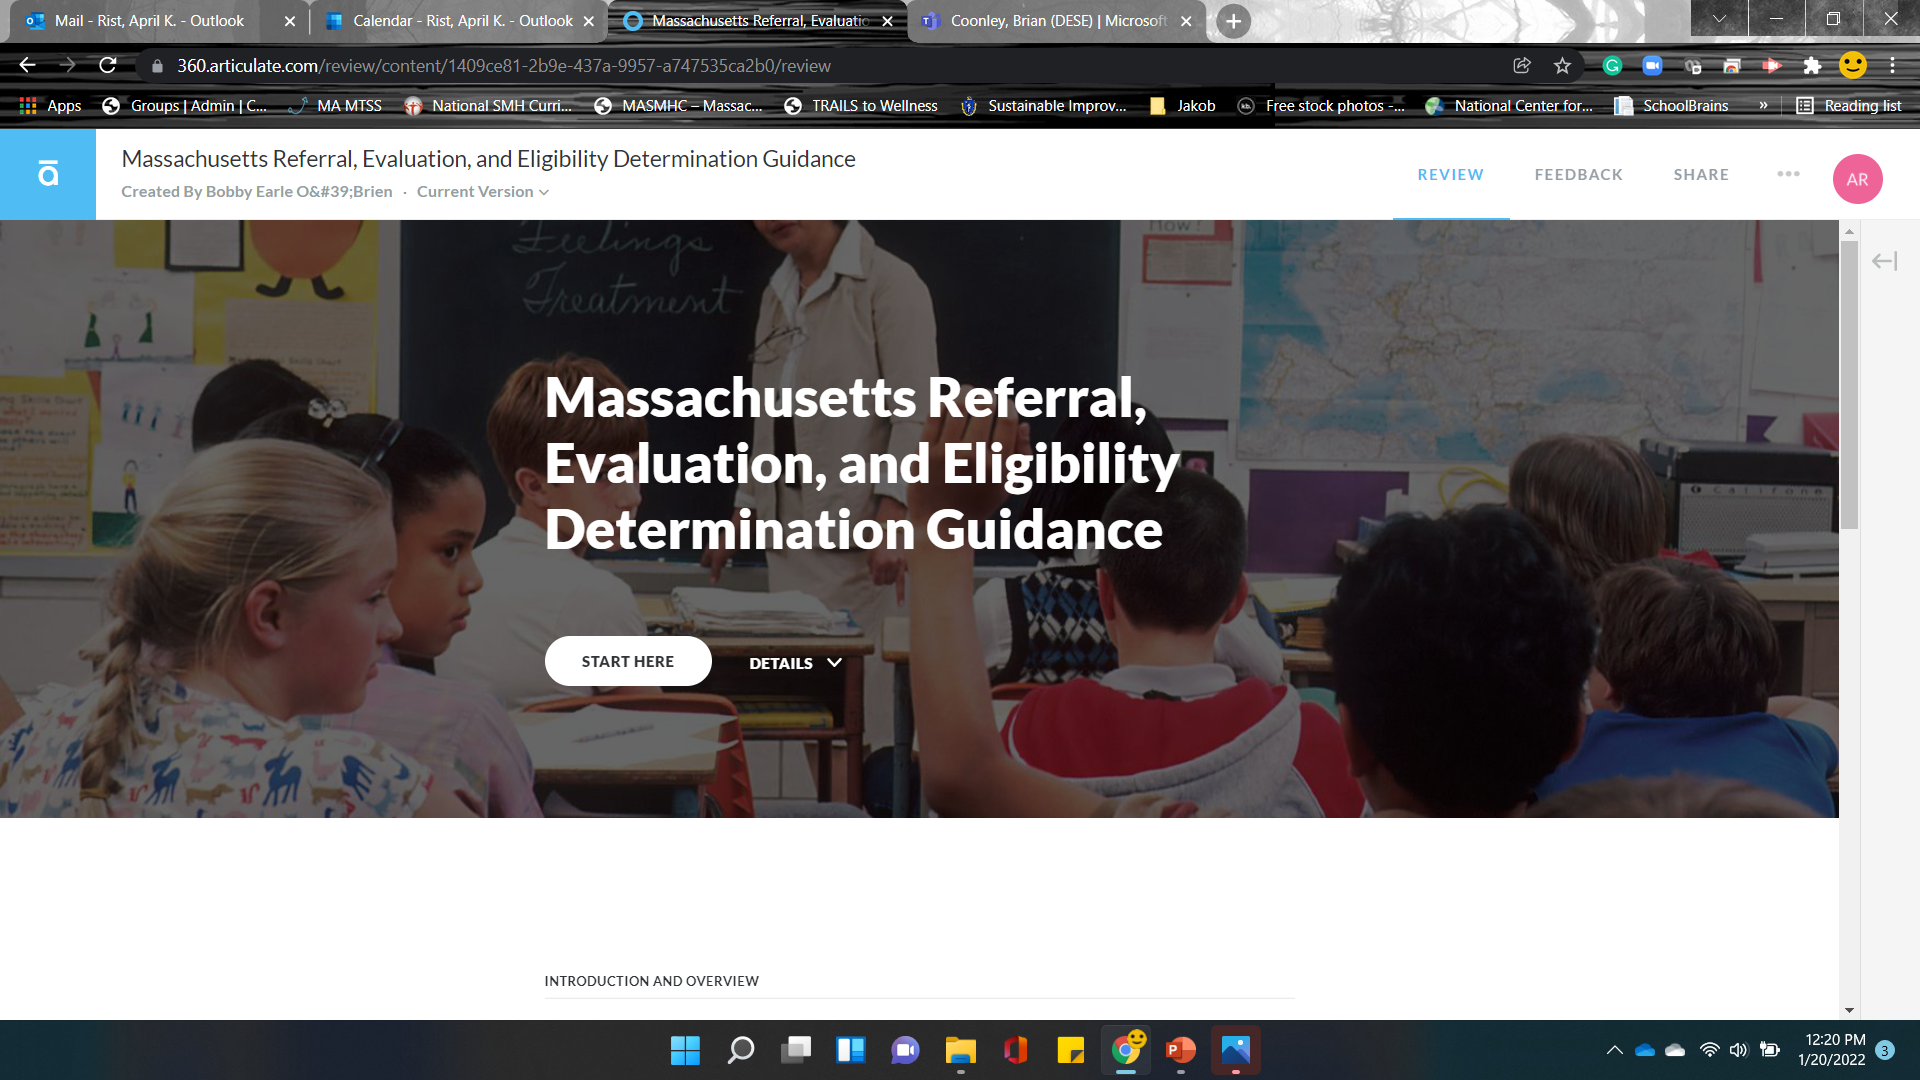 Mail - Rist, April K. - Outlook
Calendar - Rist, April K. - Outlook
Massachusetts Referral, Evaluatio
Coonley, Brian (DESE) | Microsoft
360.articulate.com/review/content/1409ce81-2b9e-437a-9957-a747535ca2b0/review
Apps
Groups | Admin | C...
MA MTSS
National SMH Curri...
MASMHC – Massac...
TRAILS to Wellness
Sustainable Improv...
Jakob
Free stock photos -...
National Center for...
SchoolBrains
»
Reading list
Massachusetts Referral, Evaluation, and Eligibility Determination Guidance
Created By Bobby Earle O&#39;Brien · Current Version
REVIEW
FEEDBACK
SHARE
AR
Feelings
Treatment
How?
Massachusetts Referral,
Evaluation, and Eligibility
Determination Guidance
califone
START HERE
DETAILS
INTRODUCTION AND OVERVIEW
12:20 PM
1/20/2022
3